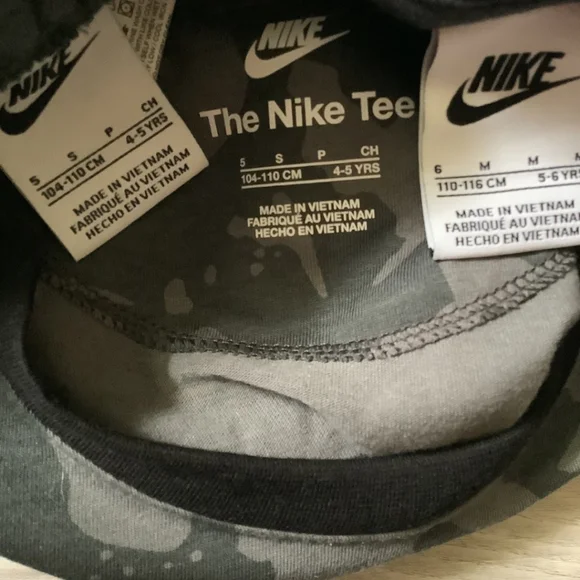 NIKE
5 S P CH
104-110 CM 4-5 YRS
MADE IN VIETNAM
FABRIQUÉ AU VIETNAM
HECHO EN VIETNAM
NIKE
The Nike Tee
5 S P CH
104-110 CM 4-5 YRS
MADE IN VIETNAM
FABRIQUÉ AU VIETNAM
HECHO EN VIETNAM
NIKE
6 M M M
110-116 CM 5-6 YRS
MADE IN VIETNAM
FABRIQUÉ AU VIETNAM
HECHO EN VIETNAM